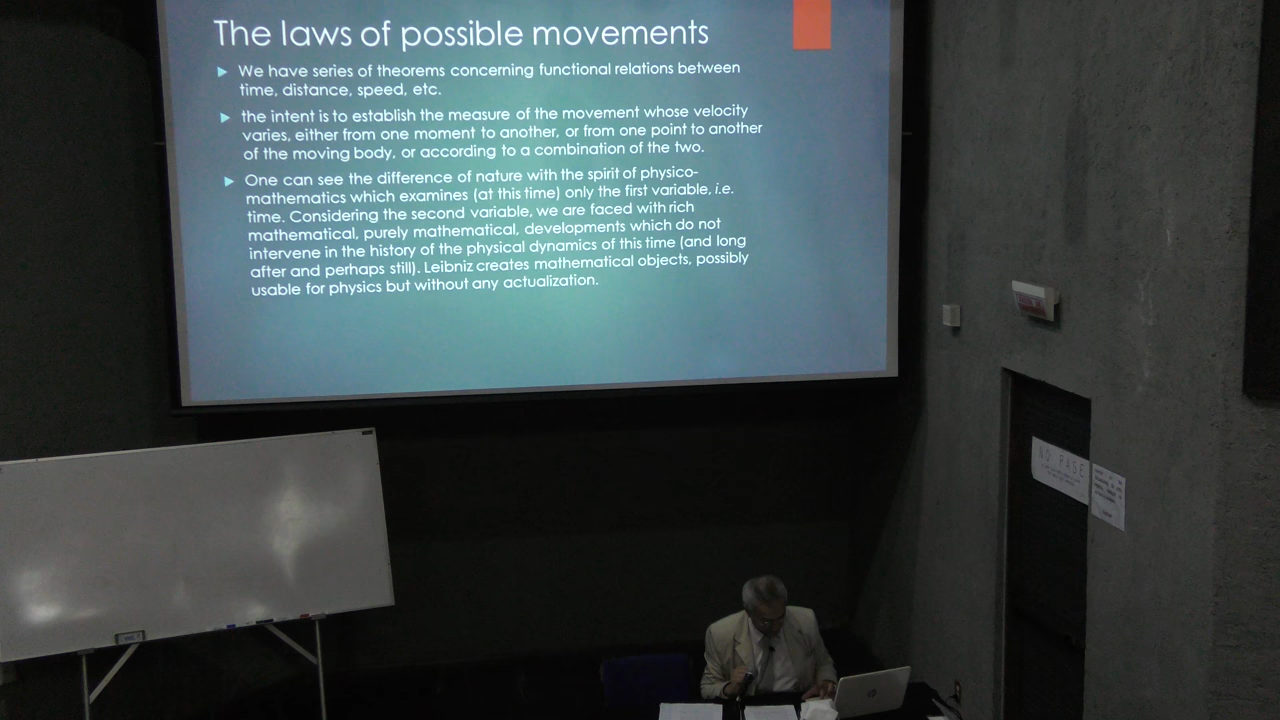 The laws of possible movements
▶ We have series of theorems concerning functional relations between
time, distance, speed, etc.
▶ the intent is to establish the measure of the movement whose velocity
varies, either from one moment to another, or from one point to another
of the moving body, or according to a combination of the two.
▶ One can see the difference of nature with the spirit of physico-
mathematics which examines (at this time) only the first variable, i.e.
time. Considering the second variable, we are faced with rich
mathematical, purely mathematical, developments which do not
intervene in the history of the physical dynamics of this time (and long
after and perhaps still). Leibniz creates mathematical objects, possibly
usable for physics but without any actualization.
NO PASE
hp